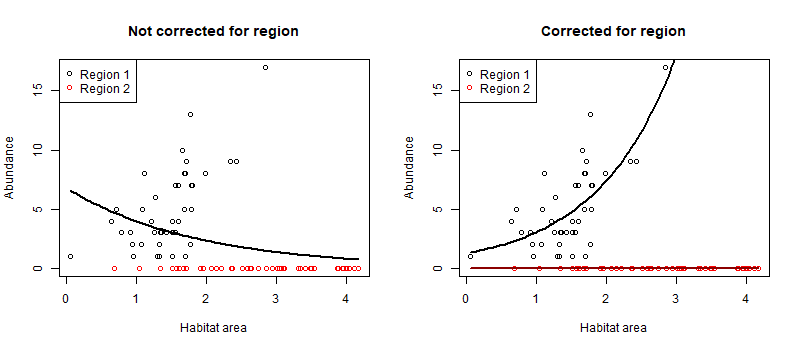 Not corrected for region
Region 1
Region 2
Abundance
15
10
5
0
0 1 2 3 4
Habitat area
Corrected for region
Region 1
Region 2
Abundance
15
10
5
0
0 1 2 3 4
Habitat area